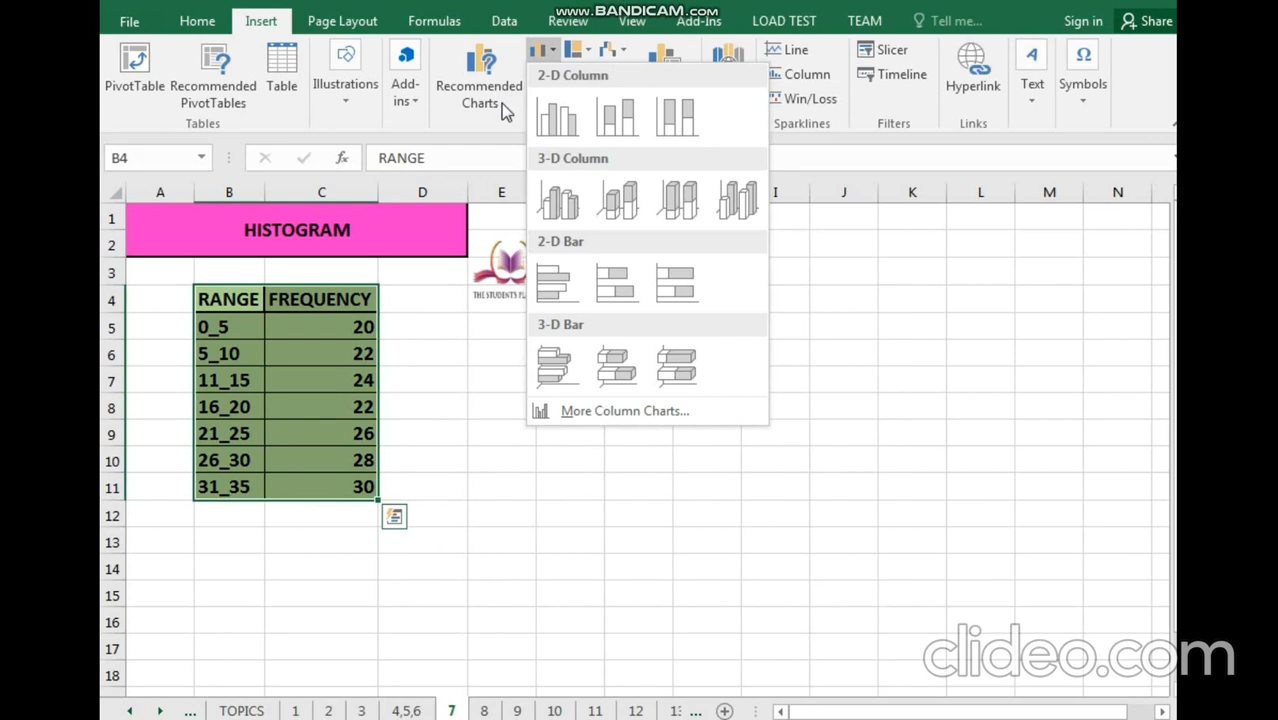 www.BANDICAM.com
File Home Insert Page Layout Formulas Data Review View Add-Ins LOAD TEST TEAM Tell me... Sign in Share
PivotTable Recommended PivotTables Table Illustrations Add-ins Recommended Charts Line Column Win/Loss Slicer Timeline Hyperlink Text Symbols
Tables Sparklines Filters Links
2-D Column
3-D Column
2-D Bar
3-D Bar
More Column Charts...
B4 fx RANGE
A B C D E I J K L M N
1
2 HISTOGRAM
3
THE STUDENTS
4 RANGE FREQUENCY
5 0_5 20
6 5_10 22
7 11_15 24
8 16_20 22
9 21_25 26
10 26_30 28
11 31_35 30
12
13
14
15
16
17
18
clideo.com
... TOPICS 1 2 3 4,5,6 7 8 9 10 11 12 ...